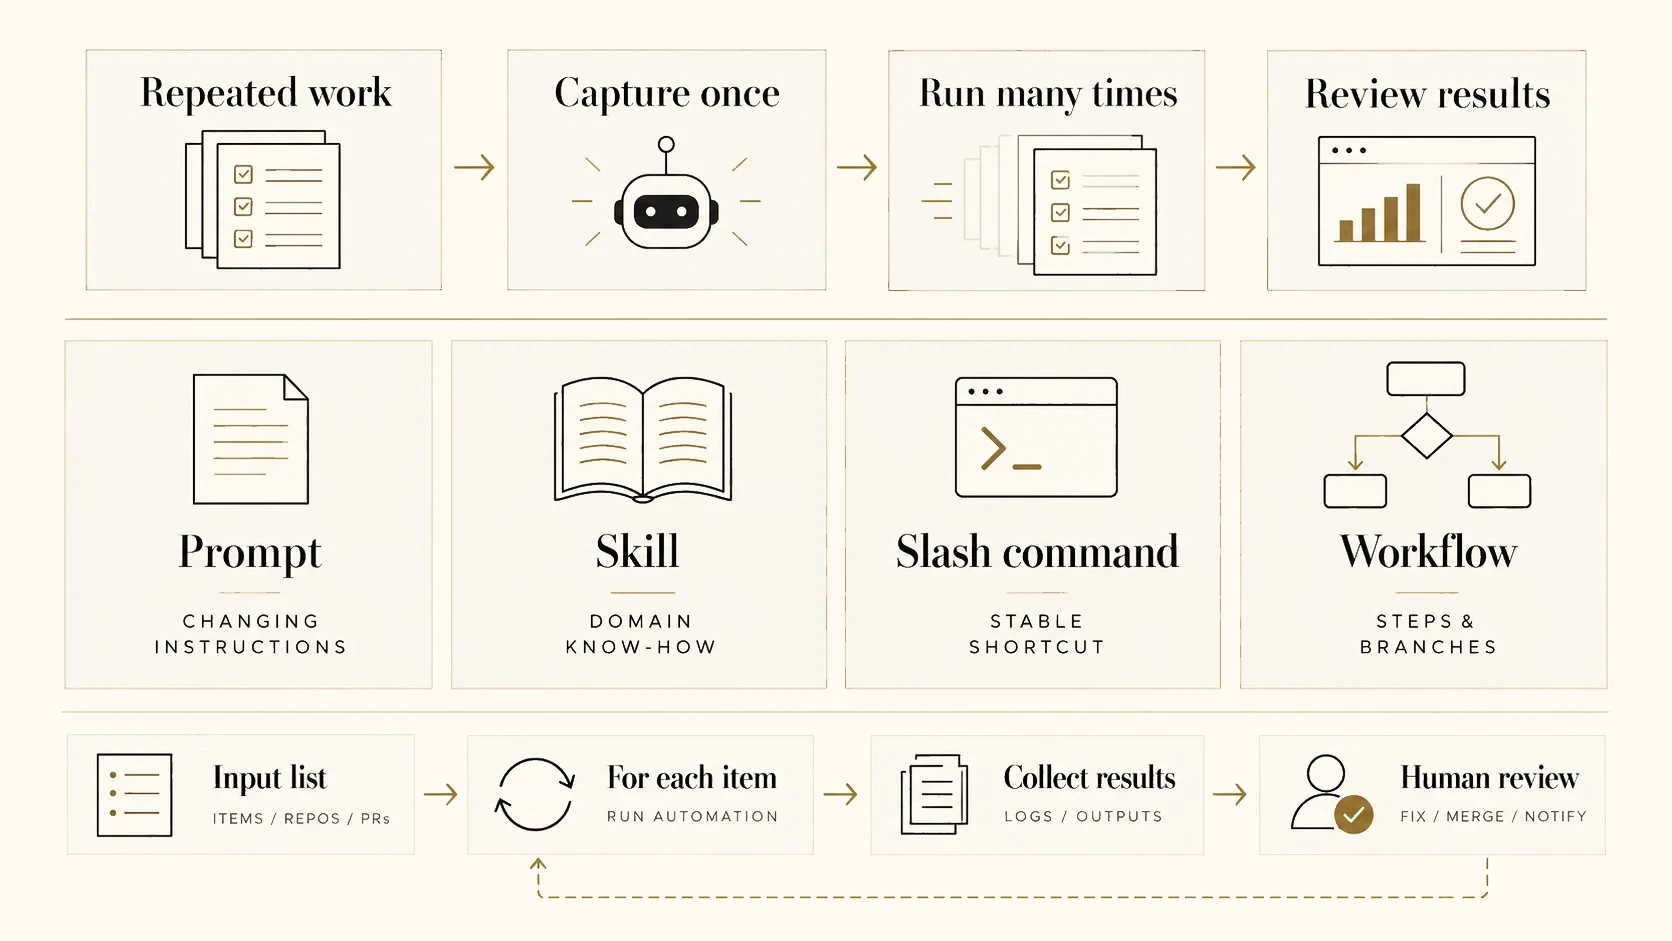 Repeated work
Capture once
Run many times
Review results
Prompt
CHANGING
INSTRUCTIONS
Skill
DOMAIN
KNOW-HOW
Slash command
STABLE
SHORTCUT
Workflow
STEPS &
BRANCHES
Input list
ITEMS / REPOS / PRs
For each item
RUN AUTOMATION
Collect results
LOGS / OUTPUTS
Human review
FIX / MERGE / NOTIFY